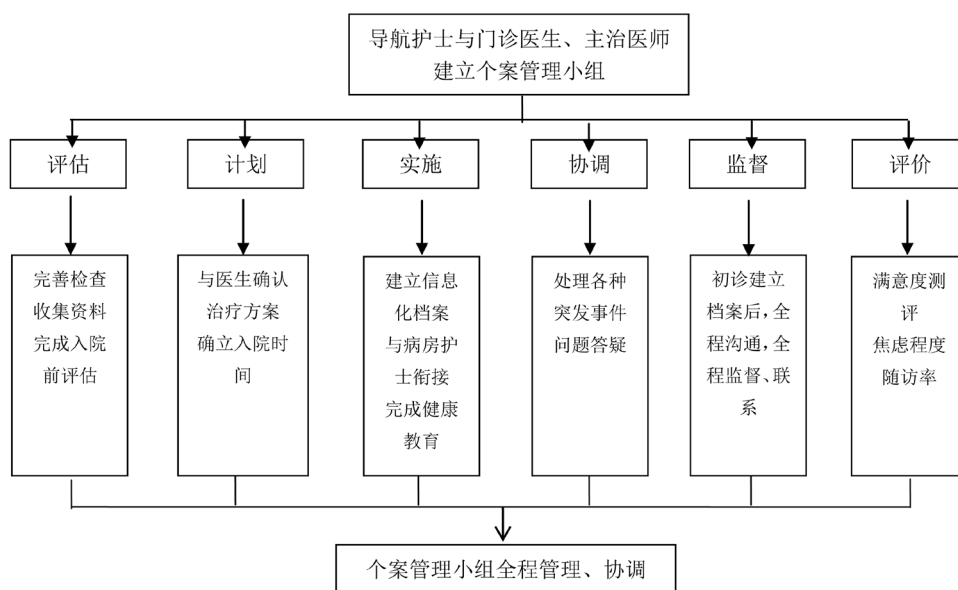 导航护士与门诊医生、主治医师
建立个案管理小组
评估
计划
实施
协调
监督
评价
完善检查
收集资料
完成入院
前评估
与医生确认
治疗方案
确立入院时
间
建立信息
化档案
与病房护
士衔接
完成健康
教育
处理各种
突发事件
问题答疑
初诊建立
档案后，全
程沟通，全
程监督、联
系
满意度测
评
焦虑程度
随访率
个案管理小组全程管理、协调